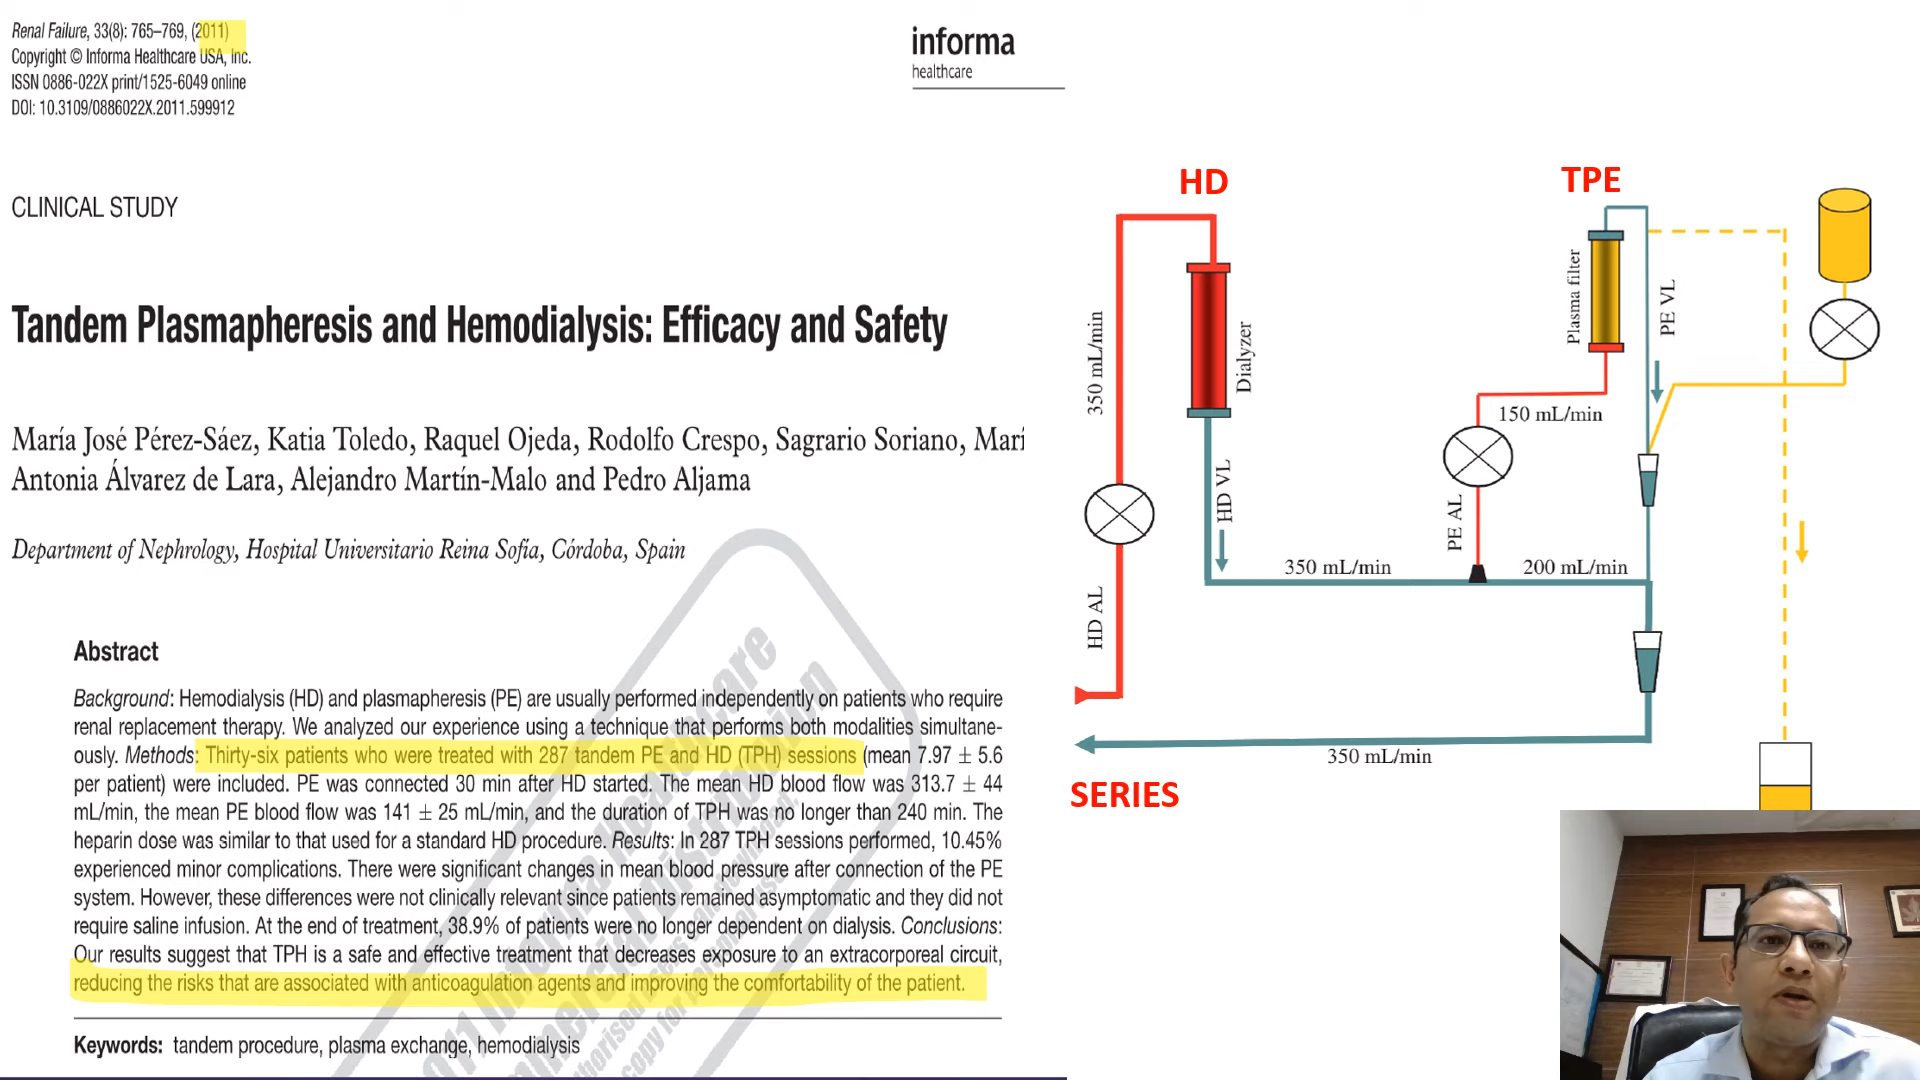 Renal Failure, 33(8): 765–769, (2011)
Copyright © Informa Healthcare USA, Inc.
ISSN 0886-022X print/1525-6049 online
DOI: 10.3109/0886022X.2011.599912
informa
healthcare
CLINICAL STUDY
Tandem Plasmapheresis and Hemodialysis: Efficacy and Safety
María José Pérez-Sáez, Katia Toledo, Raquel Ojeda, Rodolfo Crespo, Sagrario Soriano, Marí
Antonia Álvarez de Lara, Alejandro Martín-Malo and Pedro Aljama
Department of Nephrology, Hospital Universitario Reina Sofía, Córdoba, Spain
Abstract
Background: Hemodialysis (HD) and plasmapheresis (PE) are usually performed independently on patients who require
renal replacement therapy. We analyzed our experience using a technique that performs both modalities simultane-
ously. Methods: Thirty-six patients who were treated with 287 tandem PE and HD (TPH) sessions (mean 7.97 ± 5.6
per patient) were included. PE was connected 30 min after HD started. The mean HD blood flow was 313.7 ± 44
mL/min, the mean PE blood flow was 141 ± 25 mL/min, and the duration of TPH was no longer than 240 min. The
heparin dose was similar to that used for a standard HD procedure. Results: In 287 TPH sessions performed, 10.45%
experienced minor complications. There were significant changes in mean blood pressure after connection of the PE
system. However, these differences were not clinically relevant since patients remained asymptomatic and they did not
require saline infusion. At the end of treatment, 38.9% of patients were no longer dependent on dialysis. Conclusions:
Our results suggest that TPH is a safe and effective treatment that decreases exposure to an extracorporeal circuit,
reducing the risks that are associated with anticoagulation agents and improving the comfortability of the patient.
Keywords: tandem procedure, plasma exchange, hemodialysis
HD
TPE
350 mL/min
Dialyzer
Plasma filter
PE VL
150 mL/min
HD VL
PE AL
HD AL
350 mL/min
200 mL/min
350 mL/min
SERIES